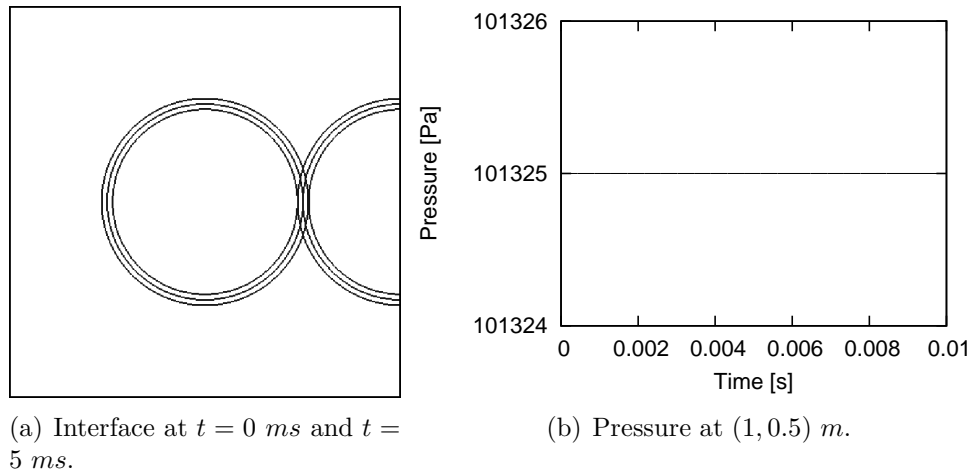 101326
101325
101324
Pressure [Pa]
0 0.002 0.004 0.006 0.008 0.01
Time [s]
(a) Interface at t = 0 ms and t =
5 ms.
(b) Pressure at (1, 0.5) m.